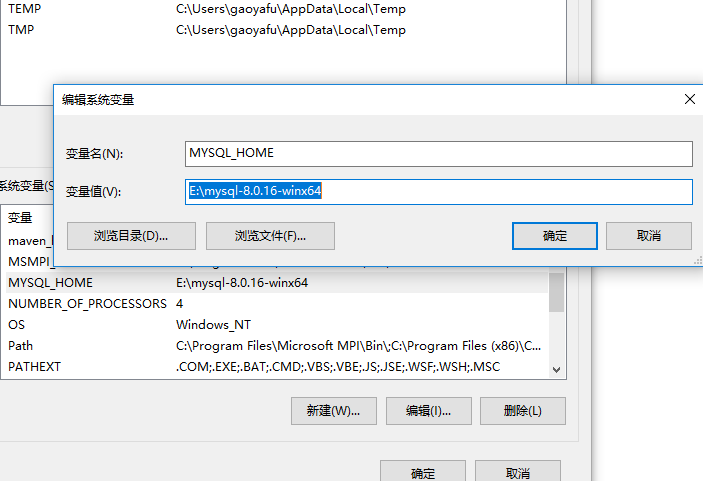 TEMP C:\Users\gaoyafu\AppData\Local\Temp
TMP C:\Users\gaoyafu\AppData\Local\Temp
编辑系统变量
变量名(N): MYSQL_HOME
变量值(V): E:\mysql-8.0.16-winx64
浏览目录(D)... 浏览文件(F)... 确定 取消
系统变量(S
变量
maven_
MSMPI_
MYSQL_HOME E:\mysql-8.0.16-winx64
NUMBER_OF_PROCESSORS 4
OS Windows_NT
Path C:\Program Files\Microsoft MPI\Bin\;C:\Program Files (x86)\C...
PATHEXT .COM;.EXE;.BAT;.CMD;.VBS;.VBE;.JS;.JSE;.WSF;.WSH;.MSC
新建(W)... 编辑(I)... 删除(L)
确定 取消